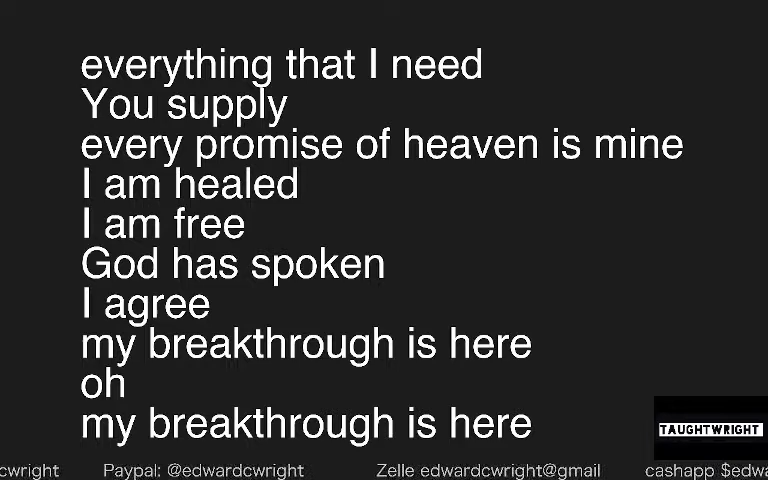 everything that I need
You supply
every promise of heaven is mine
I am healed
I am free
God has spoken
I agree
my breakthrough is here
oh
my breakthrough is here
TAUGHTWRIGHT
cwright Paypal: @edwardcwright Zelle edwardcwright@gmail cashapp $edwa